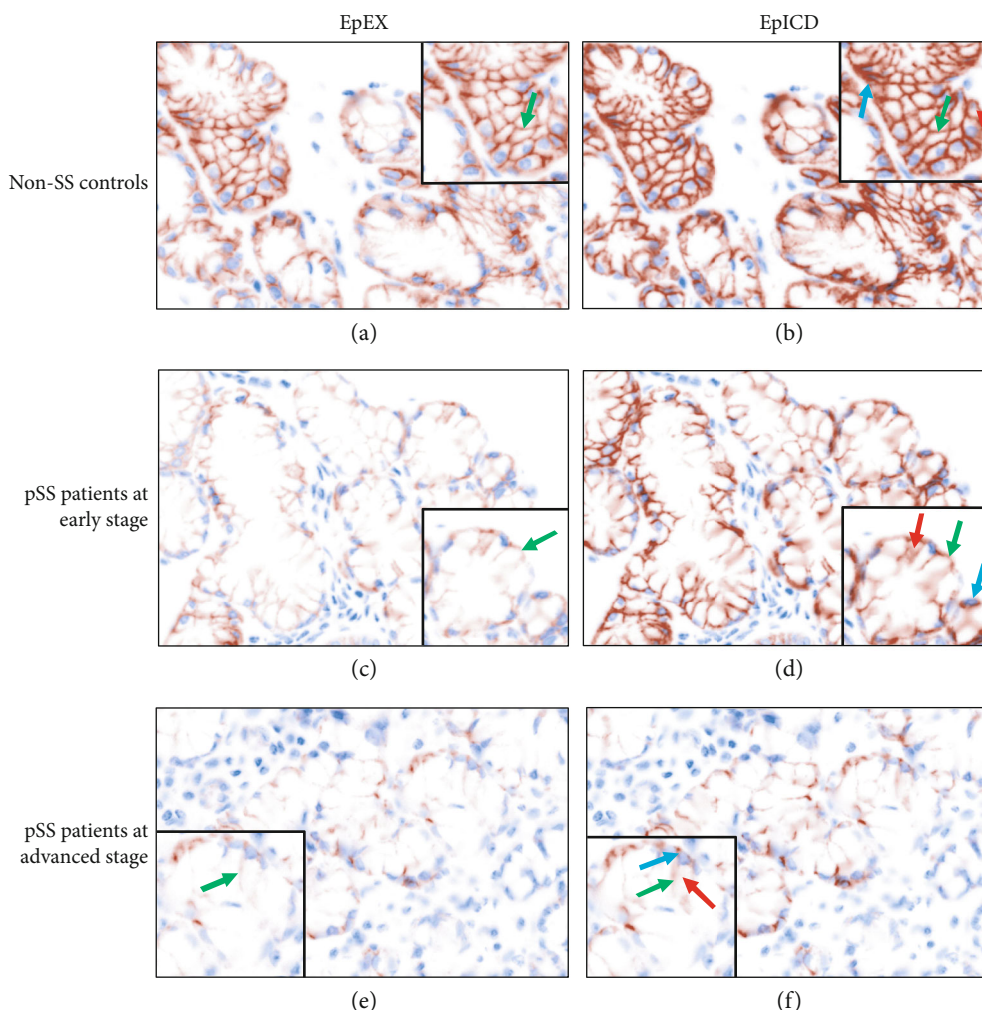 EpEX
EpICD
Non-SS controls
(a)
(b)
pSS patients at
early stage
(c)
(d)
pSS patients at
advanced stage
(e)
(f)